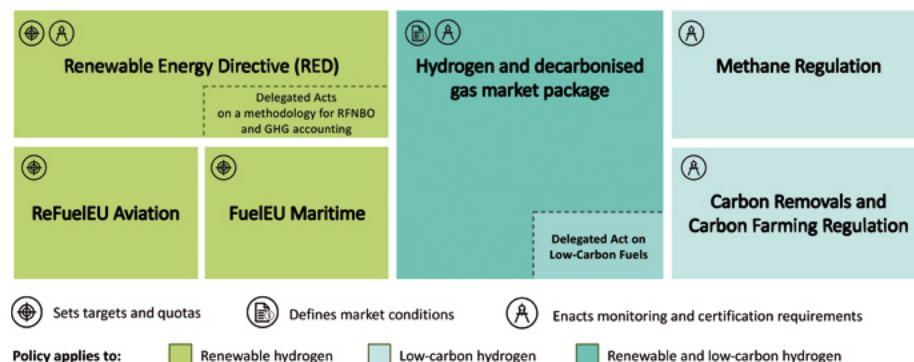 Renewable Energy Directive (RED)
Delegated Acts
on a methodology for RFNBO
and GHG accounting
Hydrogen and decarbonised
gas market package
Delegated Act on
Low-Carbon Fuels
Methane Regulation
ReFuelEU Aviation
FuelEU Maritime
Carbon Removals and
Carbon Farming Regulation
Sets targets and quotas
Defines market conditions
Enacts monitoring and certification requirements
Policy applies to:
Renewable hydrogen
Low-carbon hydrogen
Renewable and low-carbon hydrogen